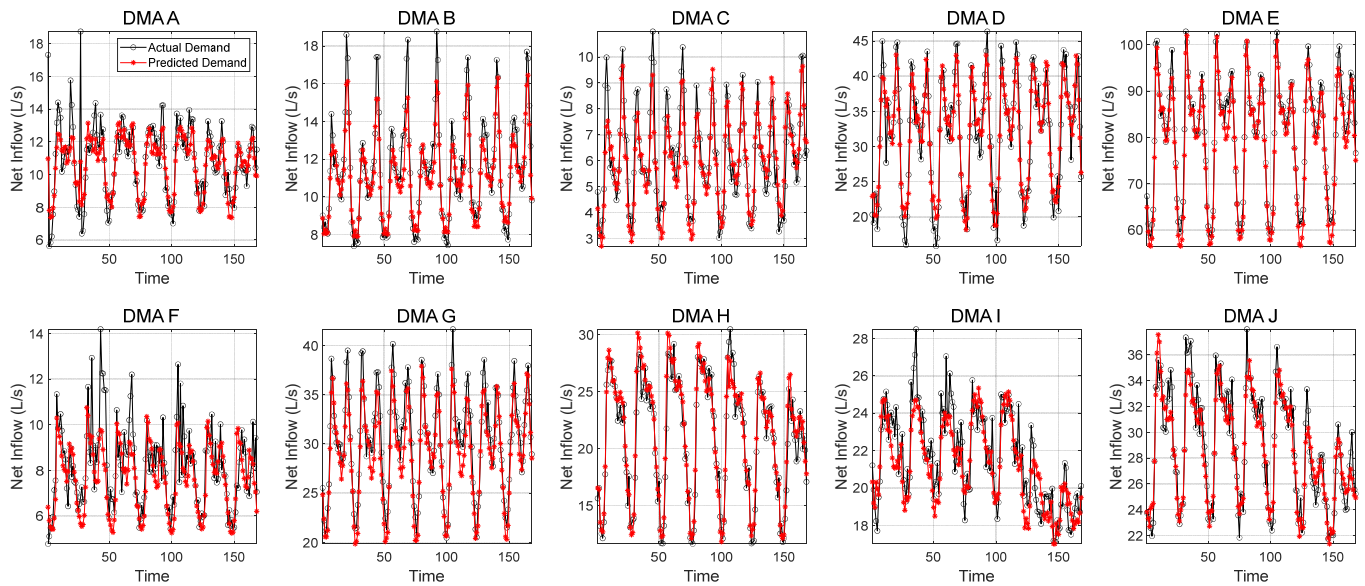 DMA A
DMA B
DMA C
DMA D
DMA E
Actual Demand
Predicted Demand
Net Inflow (L/s)
18
16
14
12
10
8
6
50
100
150
Time
Net Inflow (L/s)
18
16
14
12
10
8
50
100
150
Time
Net Inflow (L/s)
10
9
8
7
6
5
4
3
50
100
150
Time
Net Inflow (L/s)
45
40
35
30
25
20
50
100
150
Time
Net Inflow (L/s)
100
90
80
70
60
50
100
150
Time
DMA F
DMA G
DMA H
DMA I
DMA J
Net Inflow (L/s)
14
12
10
8
6
50
100
150
Time
Net Inflow (L/s)
40
35
30
25
20
50
100
150
Time
Net Inflow (L/s)
30
25
20
15
50
100
150
Time
Net Inflow (L/s)
28
26
24
22
20
18
50
100
150
Time
Net Inflow (L/s)
36
34
32
30
28
26
24
22
50
100
150
Time